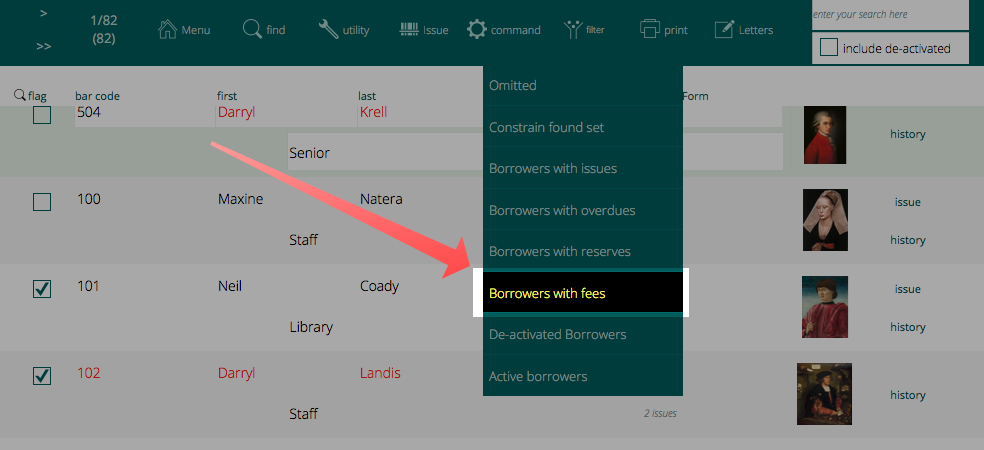 >
>>
1/82
(82)
Menu
find
utility
Issue
command
filter
print
Letters
enter your search here
include de-activated
flag
bar code
first
last
Form
504
Darryl
Krell
Senior
history
100
Maxine
Natera
Staff
issue
history
101
Neil
Coady
Library
issue
history
102
Darryl
Landis
Staff
2 issues
history
Omitted
Constrain found set
Borrowers with issues
Borrowers with overdues
Borrowers with reserves
Borrowers with fees
De-activated Borrowers
Active borrowers